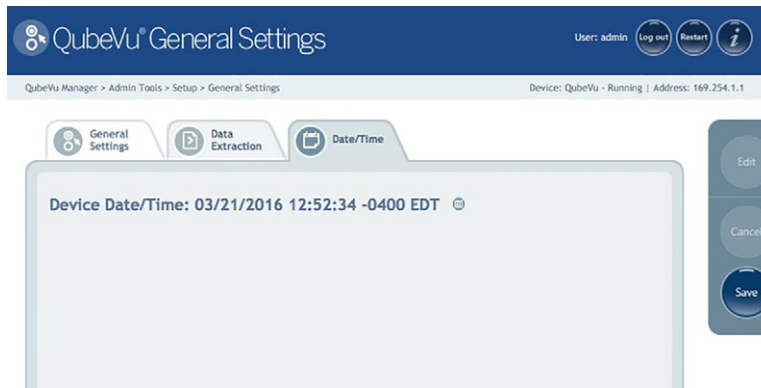 QubeVu® General Settings
User: admin
Log out
Restart
i
QubeVu Manager > Admin Tools > Setup > General Settings
Device: QubeVu - Running | Address: 169.254.1.1
General
Settings
Data
Extraction
Date/Time
Edit
Cancel
Device Date/Time: 03/21/2016 12:52:34 -0400 EDT
Save